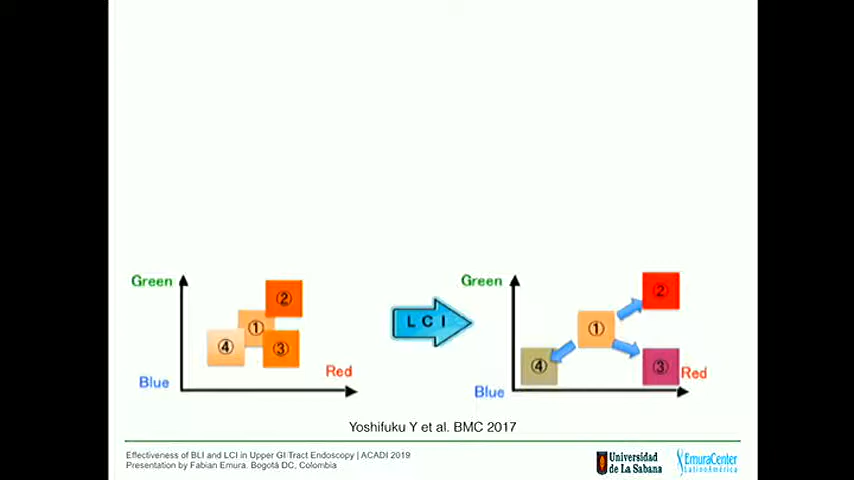 Green
②
①
④
③
Red
Blue
LCI
Green
②
①
④
③
Red
Blue
Yoshifuku Y et al. BMC 2017
Effectiveness of BLI and LCI in Upper GI Tract Endoscopy | ACADI 2019
Presentation by Fabian Emura. Bogotá DC, Colombia
Universidad
de La Sabana
EmuraCenter
LatinoAmérica